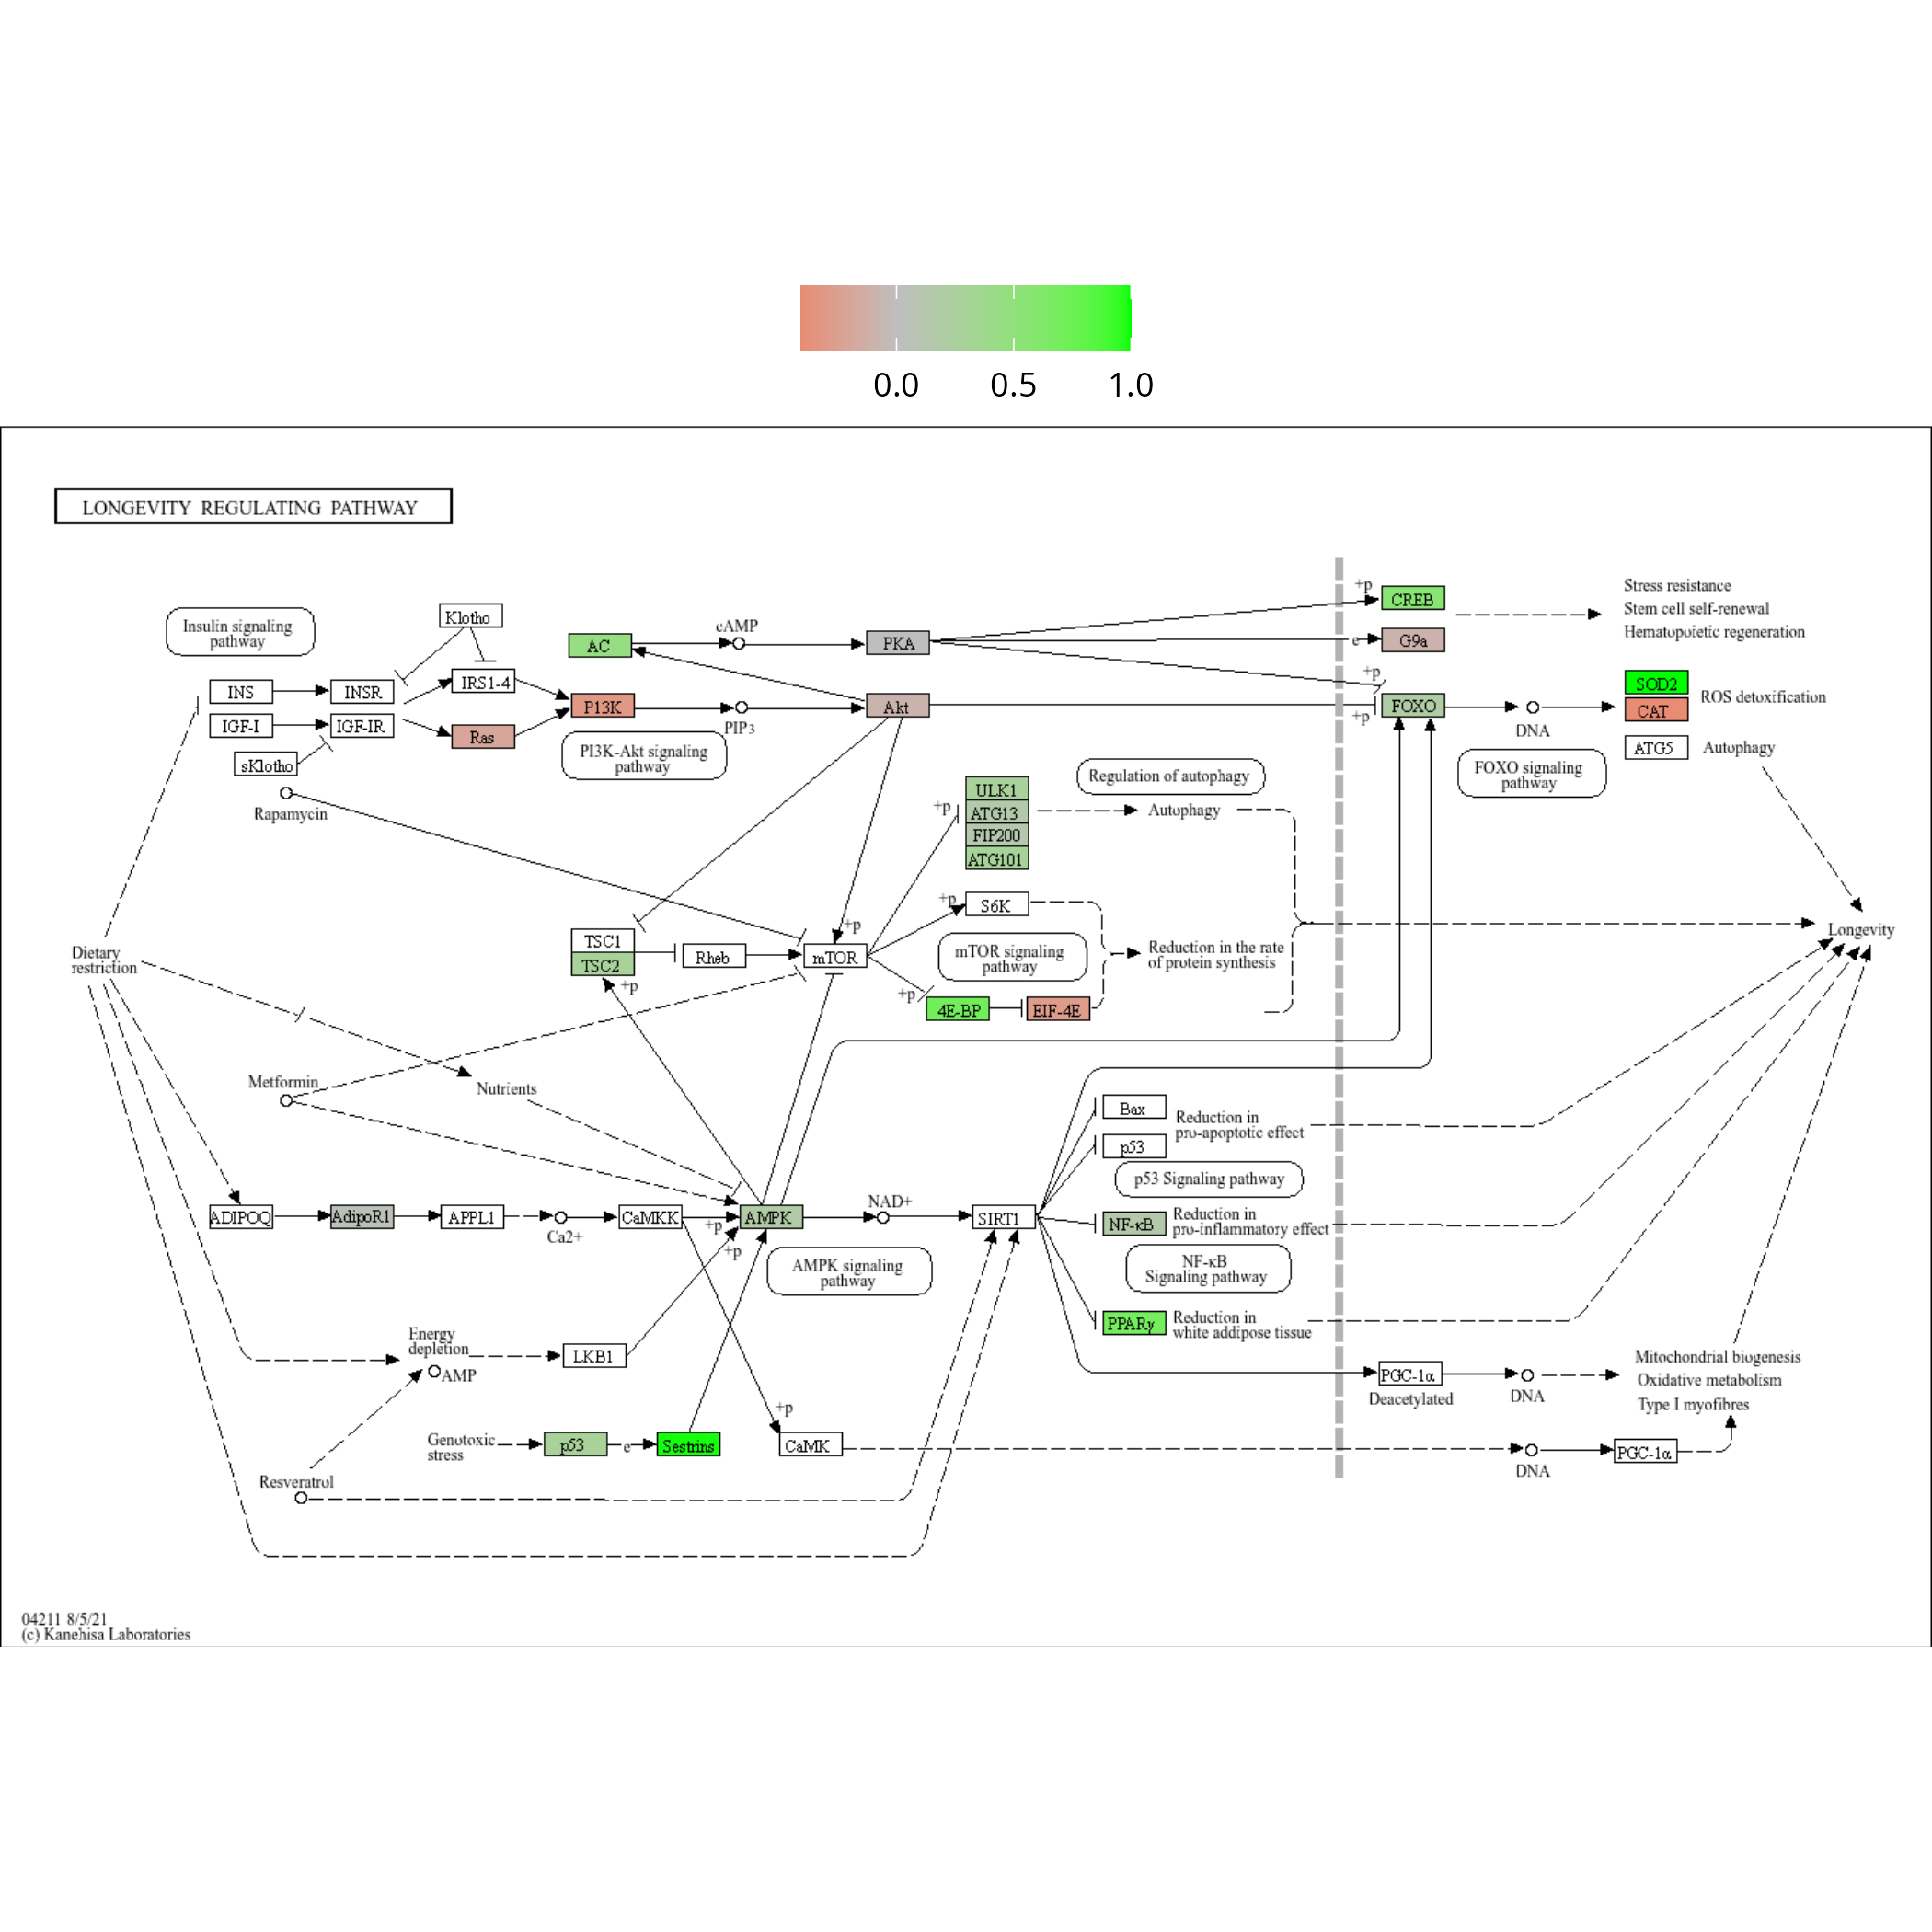 0.0 0.5 1.0
LONGEVITY REGULATING PATHWAY
Insulin signaling
pathway
Klotho
cAMP
AC
PKA
+p
CREB
e
G9a
+p
Stress resistance
Stem cell self-renewal
Hematopoietic regeneration
INS
INSR
IRS1-4
IGF-I
IGF-IR
Ras
P13K
PIP3
Akt
+p
FOXO
DNA
SOD2
CAT
ROS detoxification
ATG5
Autophagy
sKlotho
Rapamycin
PI3K-Akt signaling
pathway
FOXO signaling
pathway
Regulation of autophagy
+p
ULK1
ATG13
FIP200
ATG101
Autophagy
Dietary
restriction
TSC1
TSC2
+p
Rheb
+p
mTOR
+p
S6K
mTOR signaling
pathway
Reduction in the rate
of protein synthesis
+p
4E-BP
EIF-4E
Longevity
Metformin
Nutrients
Bax
p53
Reduction in
pro-apoptotic effect
p53 Signaling pathway
ADIPOQ
AdipoR1
APPL1
Ca2+
CaMKK
+p
+p
AMPK
NAD+
SIRT1
NF-κB
Reduction in
pro-inflammatory effect
AMPK signaling
pathway
NF-κB
Signaling pathway
PPARγ
Reduction in
white addipose tissue
Energy
depletion
AMP
LKB1
PGC-1α
Deacetylated
DNA
Mitochondrial biogenesis
Oxidative metabolism
Type I myofibres
Genotoxic
stress
p53
e
Sestrins
+p
CaMK
DNA
PGC-1α
Resveratrol
04211 8/5/21
(c) Kanehisa Laboratories